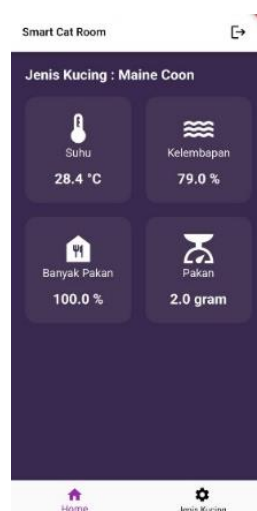 Smart Cat Room
Jenis Kucing : Maine Coon
Suhu
28.4 °C
Kelembapan
79.0 %
Banyak Pakan
100.0 %
Pakan
2.0 gram
Home
Jenis Kucing